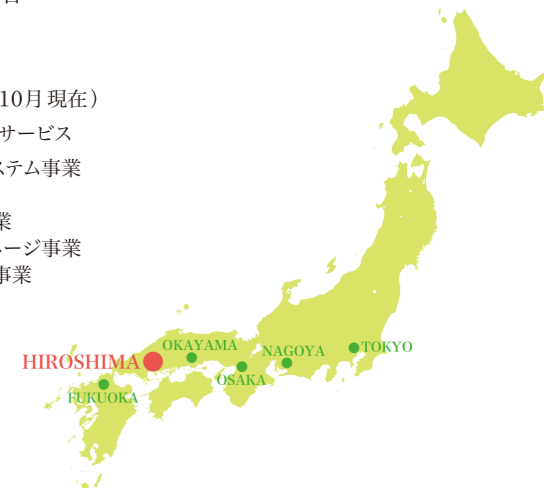 10月現在）
サービス
ステム事業
業
ージ事業
事業
OKAYAMA
HIROSHIMA
NAGOYA
TOKYO
OSAKA
FUKUOKA